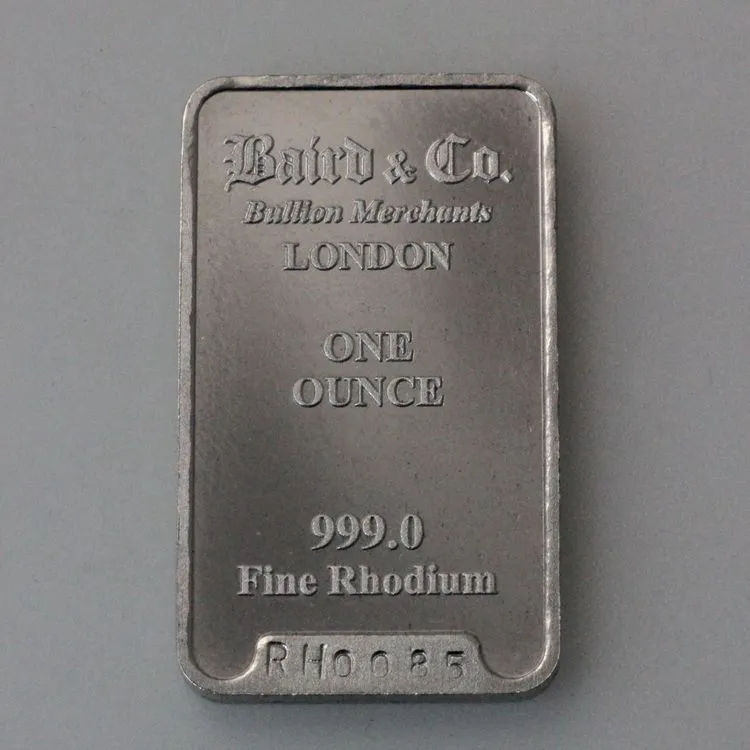 Baird & Co.
Bullion Merchants
LONDON
ONE
OUNCE
999.0
Fine Rhodium
RH0085